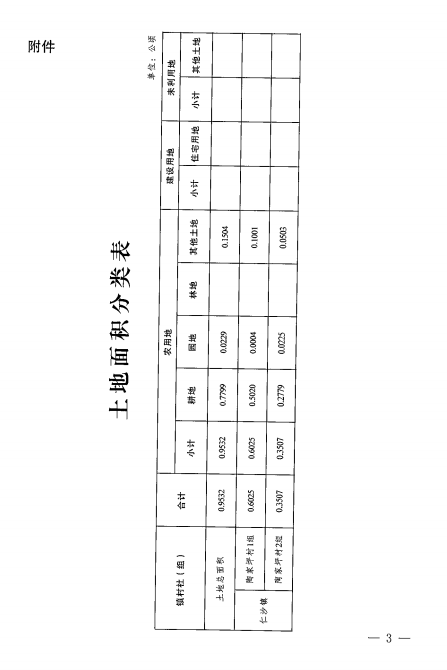 附件
土地面积分类表
单位：公顷
镇村社（组） 合计 农用地 建设用地 未利用地
小计 耕地 园地 林地 其他土地 小计 住宅用地 小计 其他土地
土地总面积 0.9532 0.9532 0.7799 0.0229 0.1504
仁沙镇 陶家坪村1组 0.6025 0.6025 0.5020 0.0004 0.1001
陶家坪村2组 0.3507 0.3507 0.2779 0.0225 0.0503
— 3 —